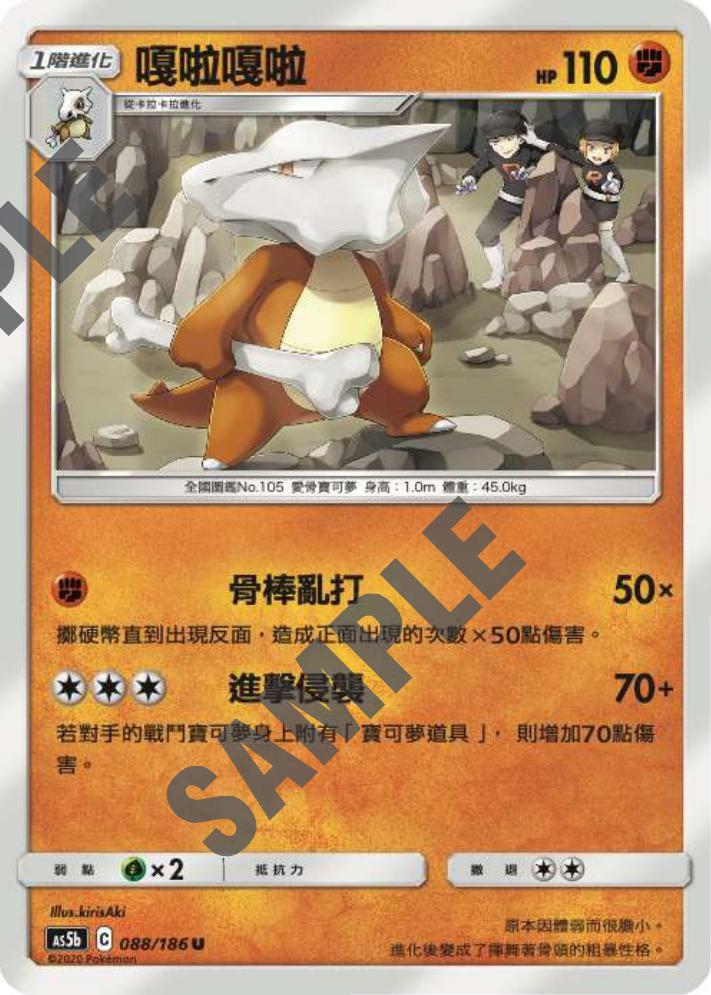 1階進化
嘎啦嘎啦
HP 110
從卡拉卡拉進化
全國圖鑑No.105 愛骨寶可夢 身高：1.0m 體重：45.0kg
骨棒亂打 50×
擲硬幣直到出現反面，造成正面出現的次數×50點傷害。
進擊侵襲 70+
若對手的戰鬥寶可夢身上附有「寶可夢道具」，則增加70點傷
害。
SAMPLE
PLE
弱點 ×2 抵抗力 撤退
Illus.kirisAki
AS5b C 088/186 U
©2020 Pokémon
原本因體弱而很膽小。
進化後變成了揮舞著骨頭的粗暴性格。
R